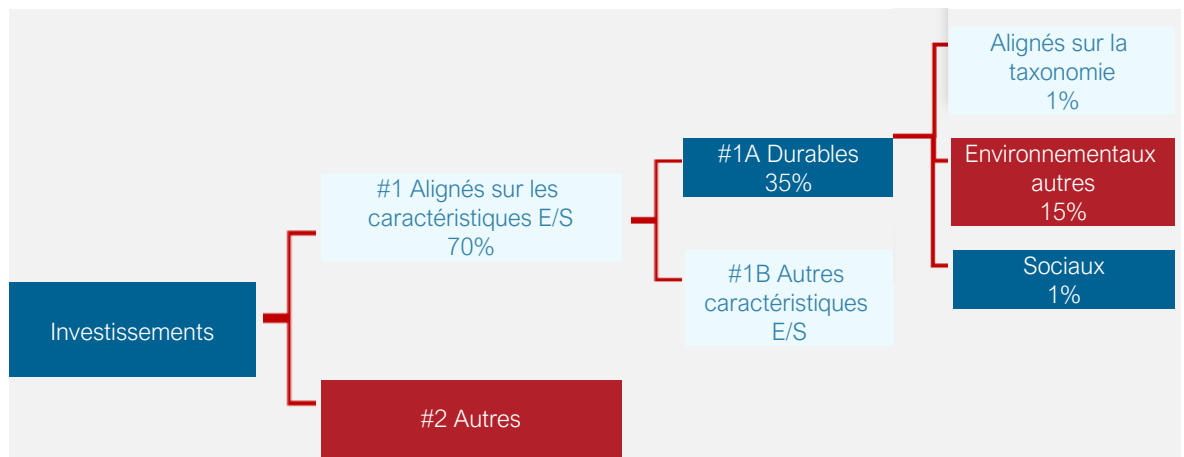 Investissements
#1 Alignés sur les
caractéristiques E/S
70%
#2 Autres
#1A Durables
35%
#1B Autres
caractéristiques
E/S
Alignés sur la
taxonomie
1%
Environnementaux
autres
15%
Sociaux
1%